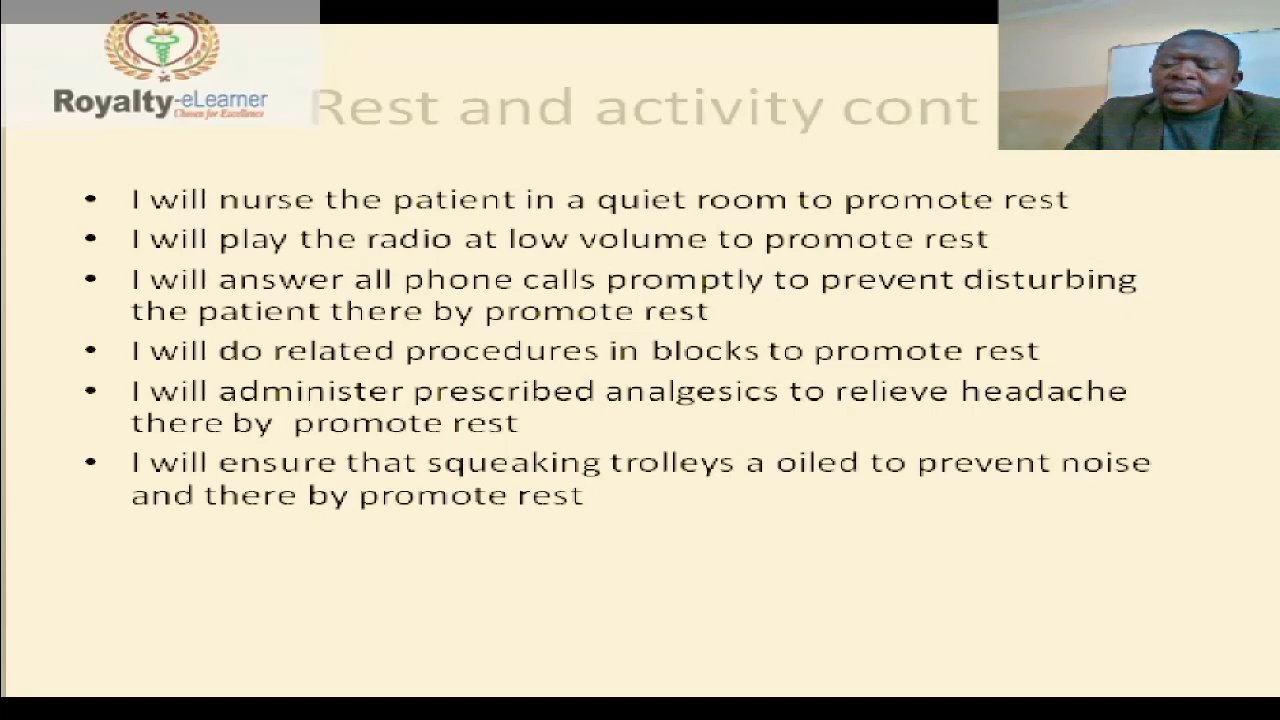 Royalty-eLearner
Chosen for Excellence
Rest and activity cont
• I will nurse the patient in a quiet room to promote rest
• I will play the radio at low volume to promote rest
• I will answer all phone calls promptly to prevent disturbing
the patient there by promote rest
• I will do related procedures in blocks to promote rest
• I will administer prescribed analgesics to relieve headache
there by promote rest
• I will ensure that squeaking trolleys a oiled to prevent noise
and there by promote rest